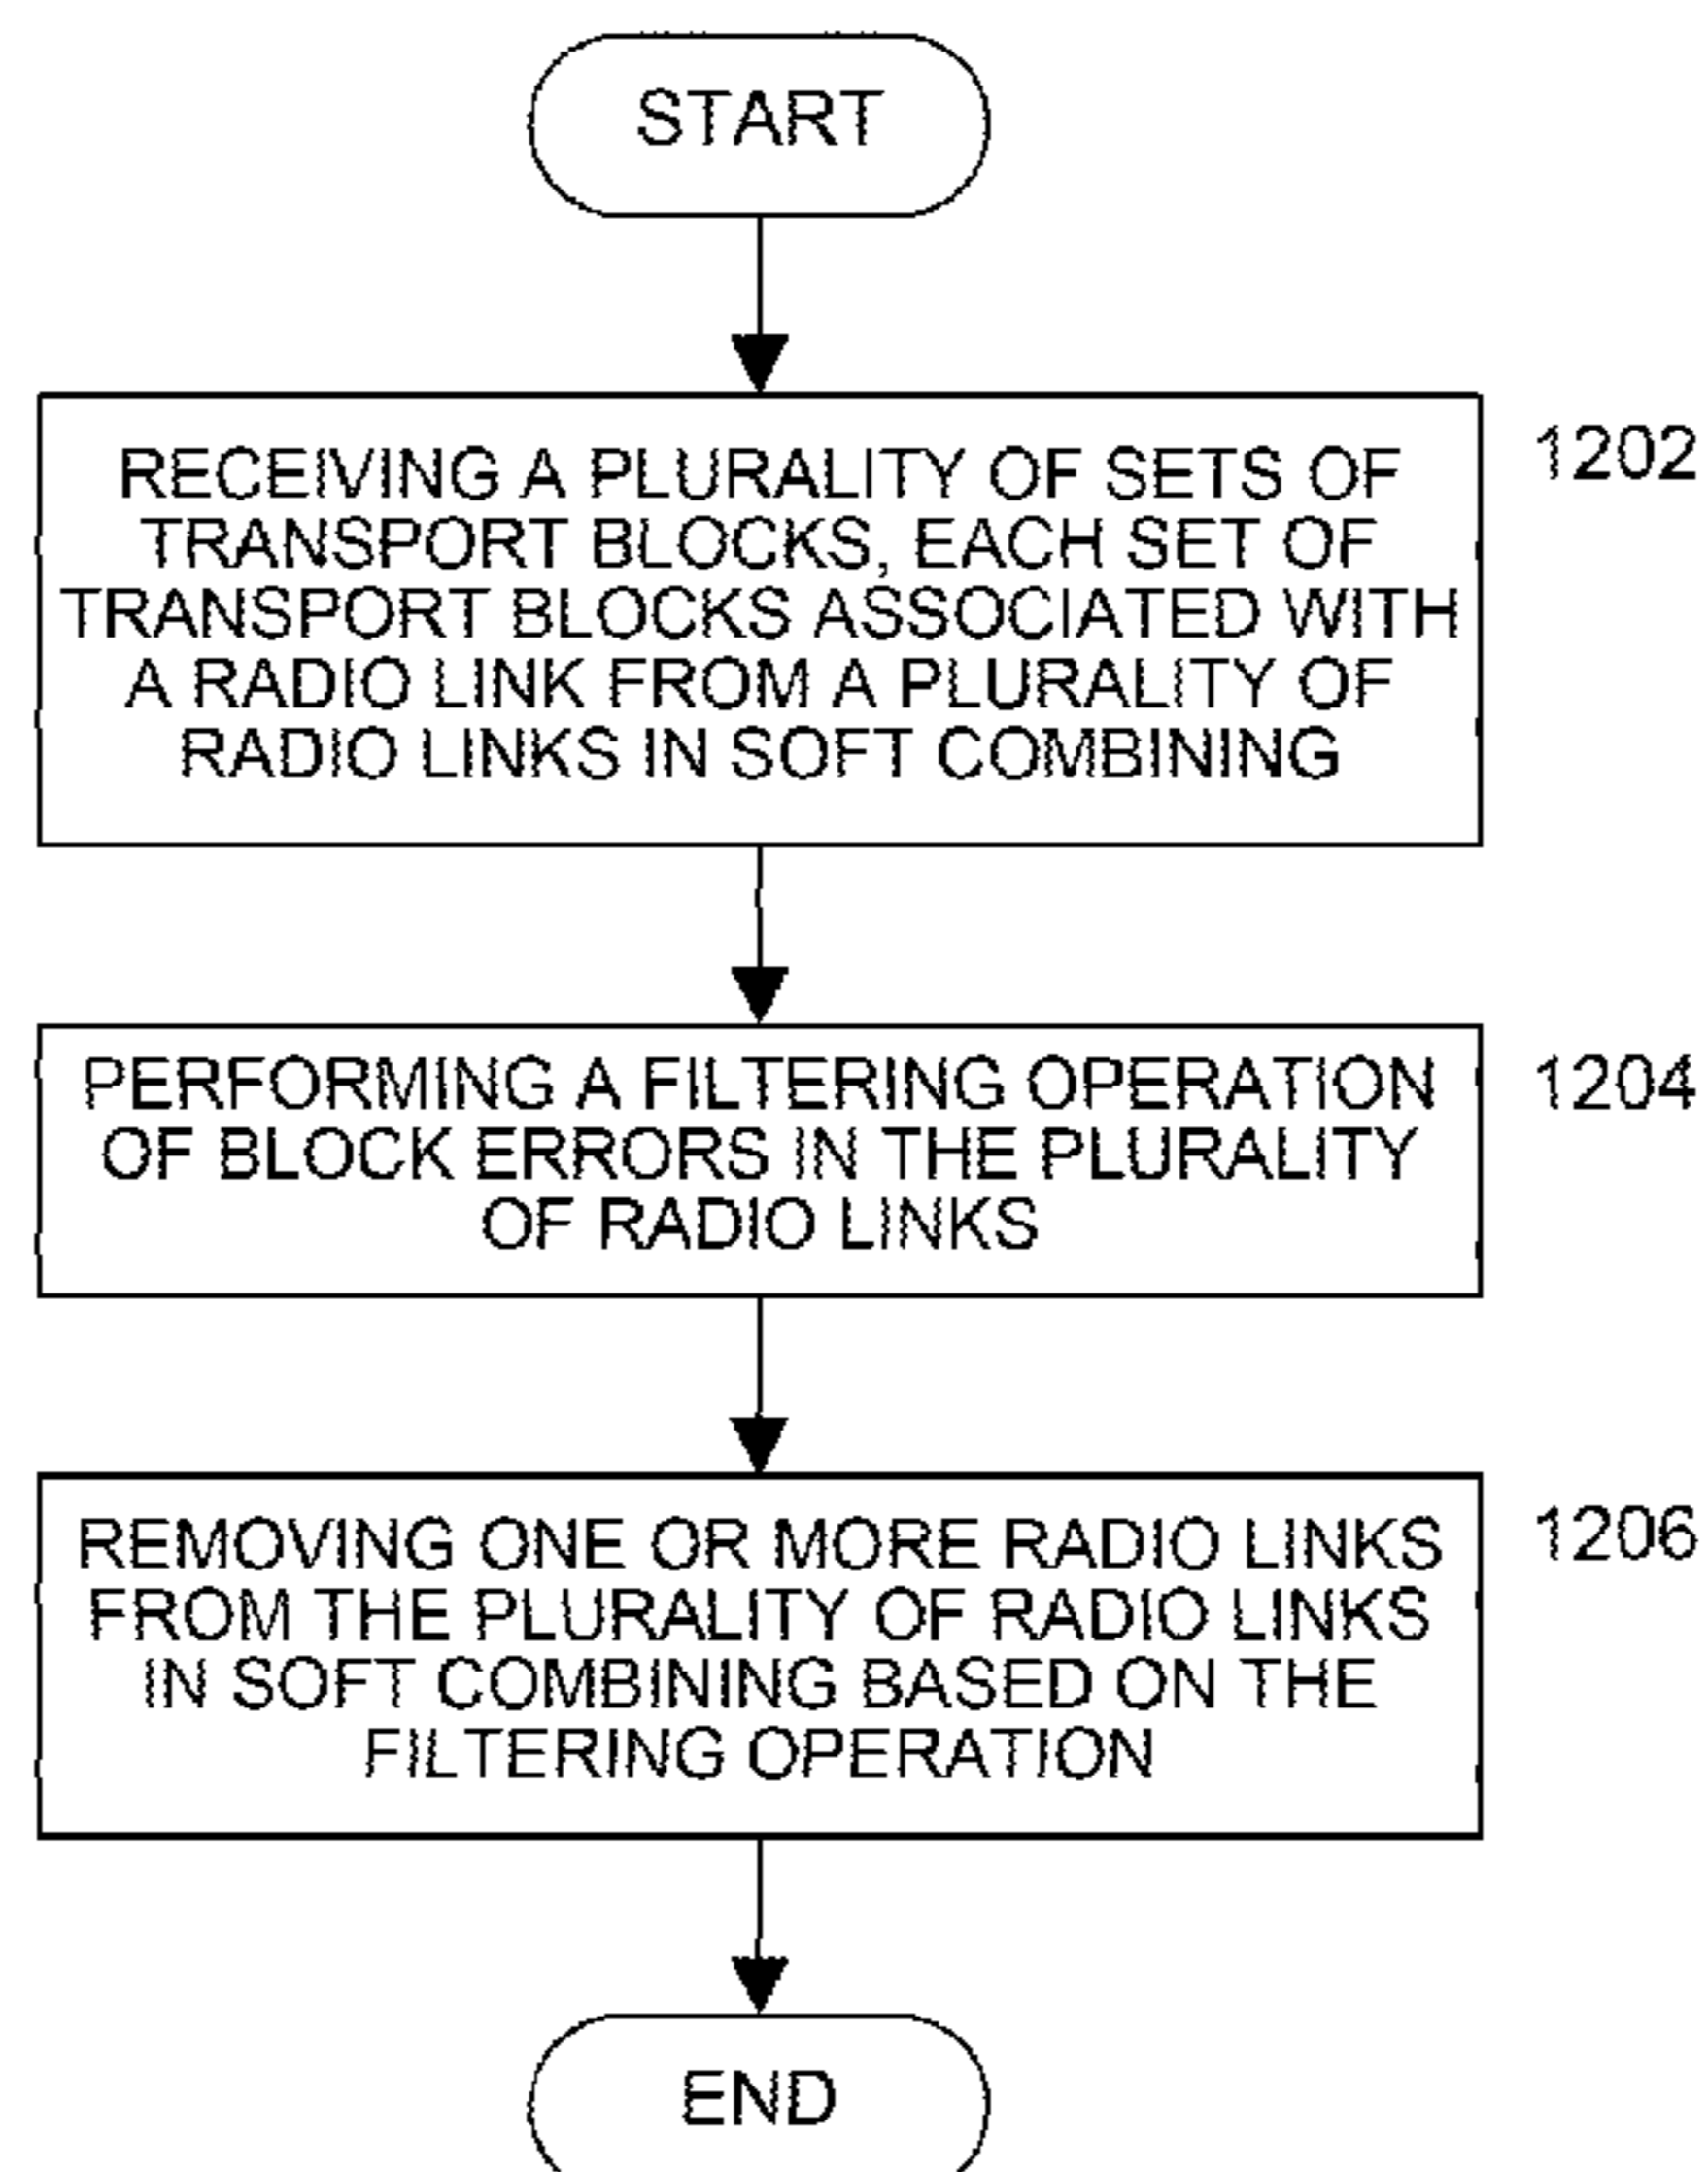 START
RECEIVING A PLURALITY OF SETS OF
TRANSPORT BLOCKS, EACH SET OF
TRANSPORT BLOCKS ASSOCIATED WITH
A RADIO LINK FROM A PLURALITY OF
RADIO LINKS IN SOFT COMBINING
1202
PERFORMING A FILTERING OPERATION
OF BLOCK ERRORS IN THE PLURALITY
OF RADIO LINKS
1204
REMOVING ONE OR MORE RADIO LINKS
FROM THE PLURALITY OF RADIO LINKS
IN SOFT COMBINING BASED ON THE
FILTERING OPERATION
1206
END